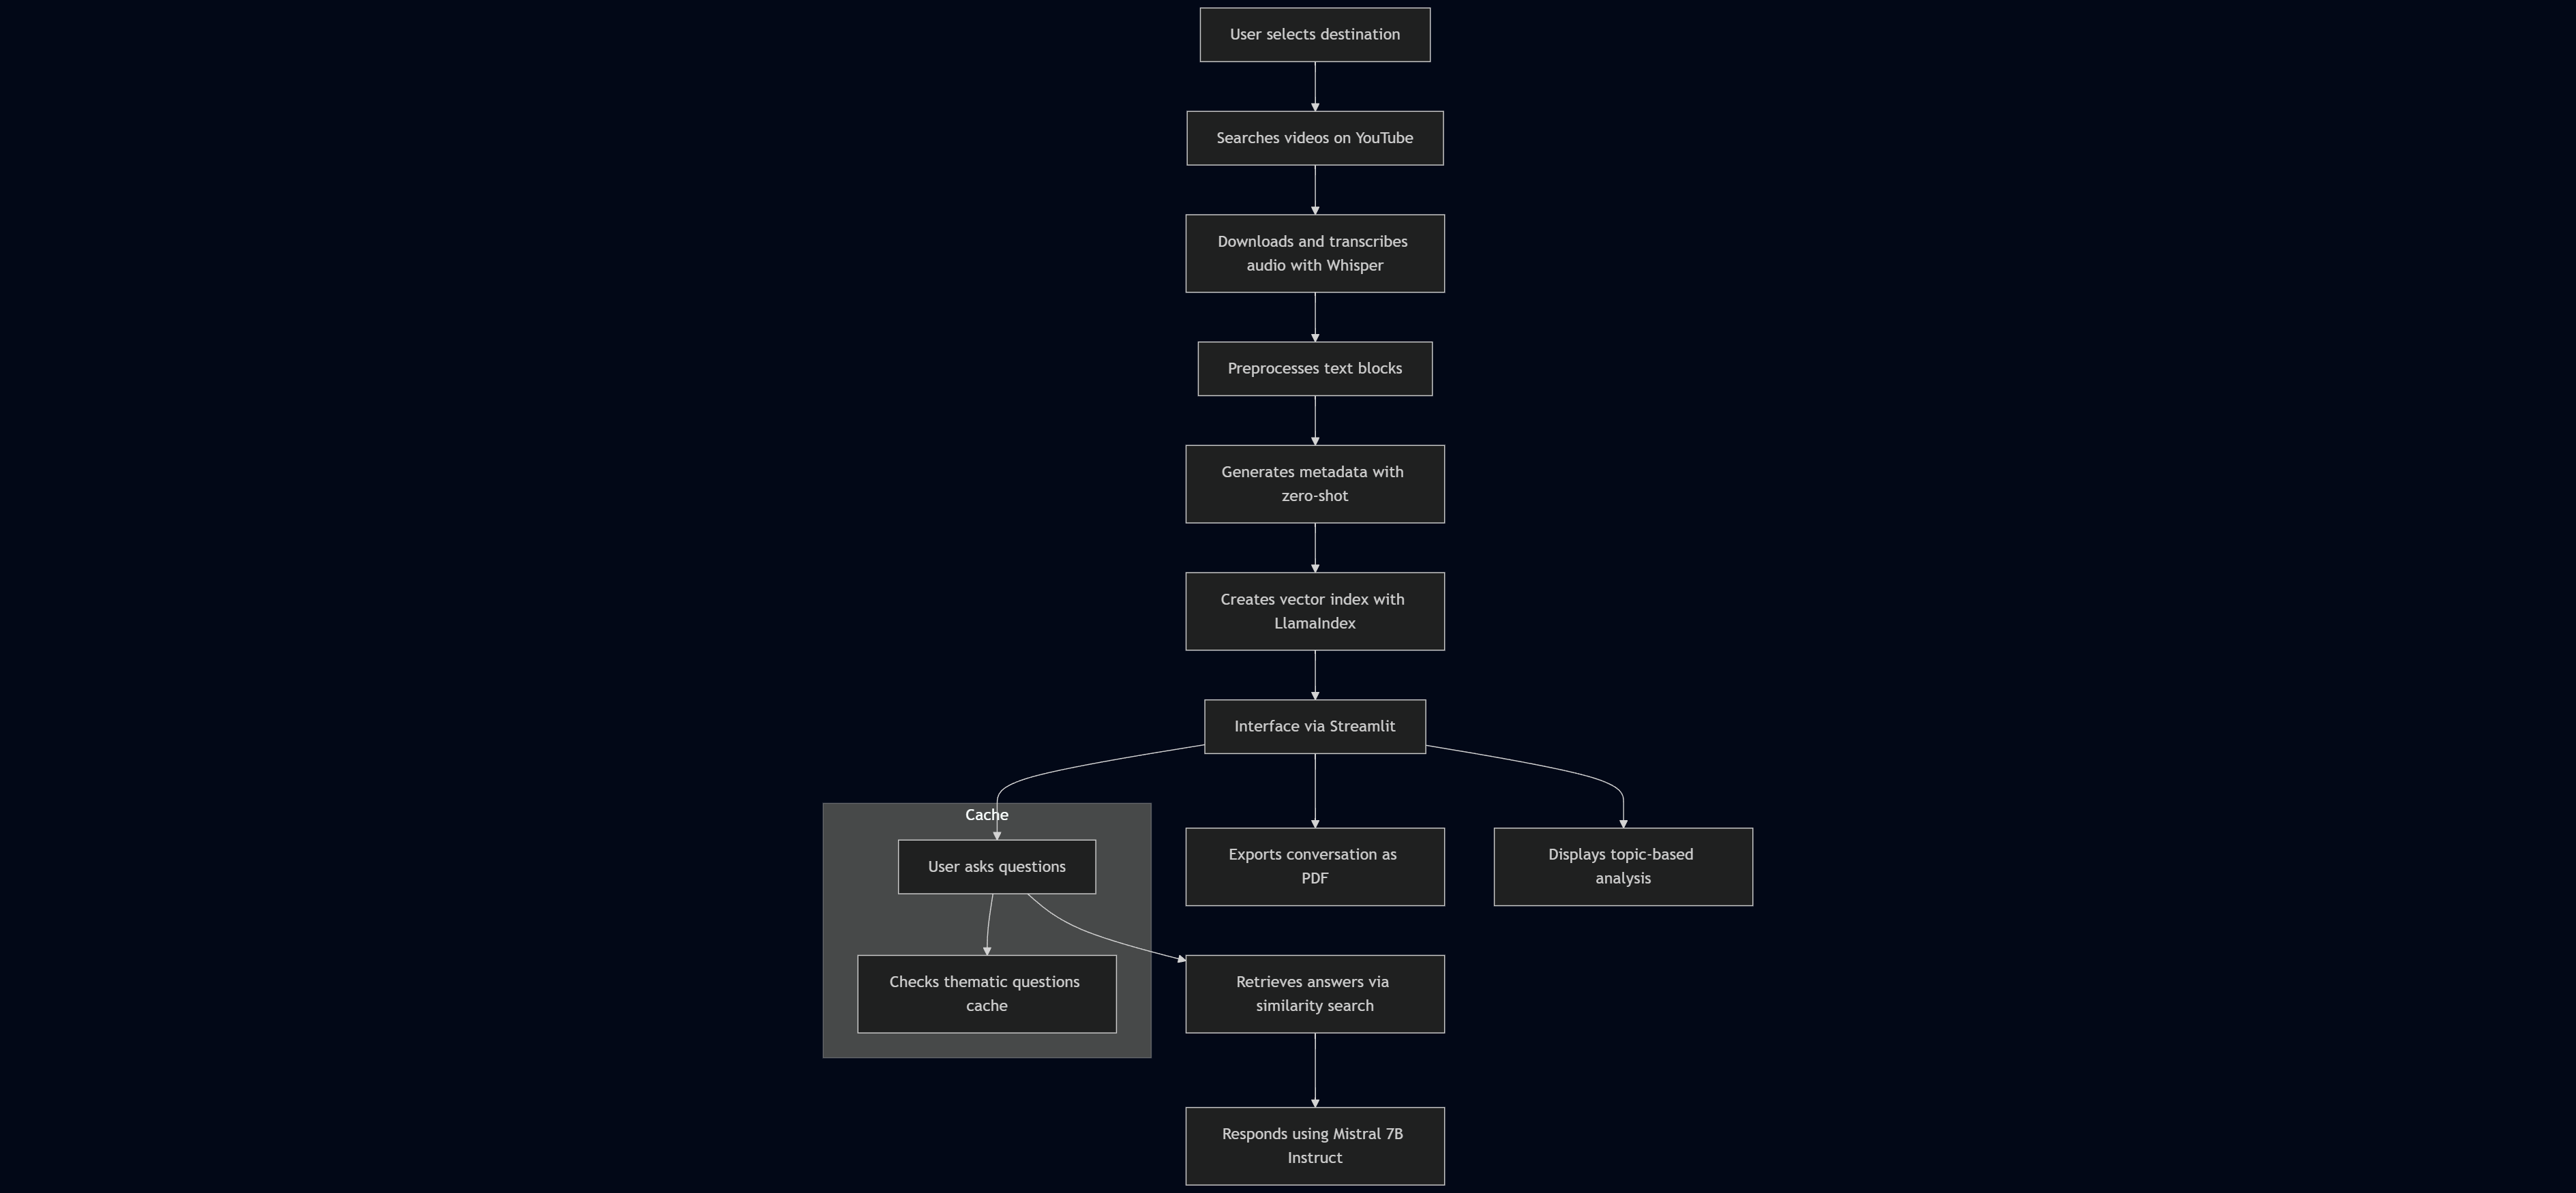 User selects destination
Searches videos on YouTube
Downloads and transcribes
audio with Whisper
Preprocesses text blocks
Generates metadata with
zero-shot
Creates vector index with
LlamaIndex
Interface via Streamlit
Cache
User asks questions
Exports conversation as
PDF
Displays topic-based
analysis
Checks thematic questions
cache
Retrieves answers via
similarity search
Responds using Mistral 7B
Instruct